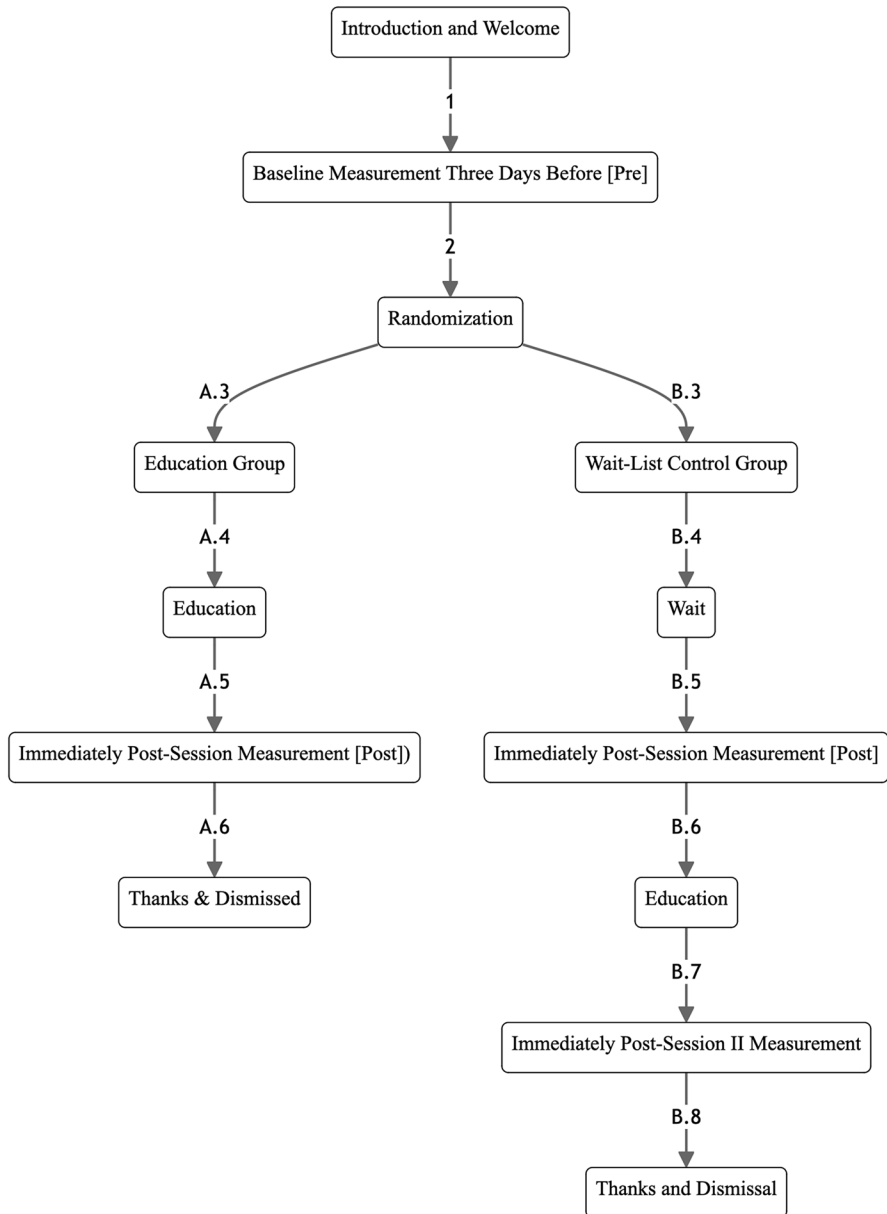 Introduction and Welcome
1
Baseline Measurement Three Days Before [Pre]
2
Randomization
A.3
B.3
Education Group
Wait-List Control Group
A.4
B.4
Education
Wait
A.5
B.5
Immediately Post-Session Measurement [Post])
Immediately Post-Session Measurement [Post]
A.6
B.6
Thanks & Dismissed
Education
B.7
Immediately Post-Session II Measurement
B.8
Thanks and Dismissal